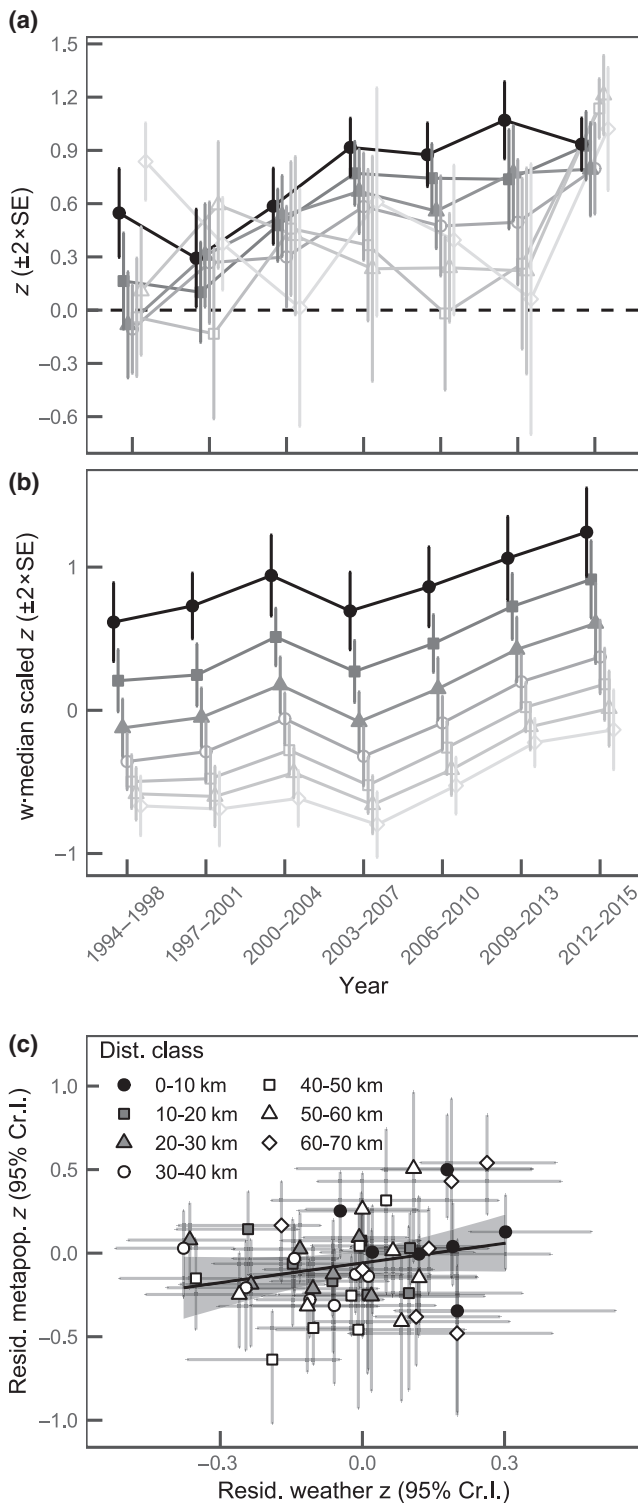 (a)
1.5
1.2
0.9
0.6
0.3
0.0
−0.3
−0.6
z (±2×SE)
(b)
1
0
−1
w·median scaled z (±2×SE)
1994–1998
1997–2001
2000–2004
2003–2007
2006–2010
2009–2013
2012–2015
Year
(c)
Dist. class
0-10 km
10-20 km
20-30 km
30-40 km
40-50 km
50-60 km
60-70 km
1.0
0.5
0.0
−0.5
−1.0
Resid. metapop. z (95% Cr.I.)
−0.3
0.0
0.3
Resid. weather z (95% Cr.I.)